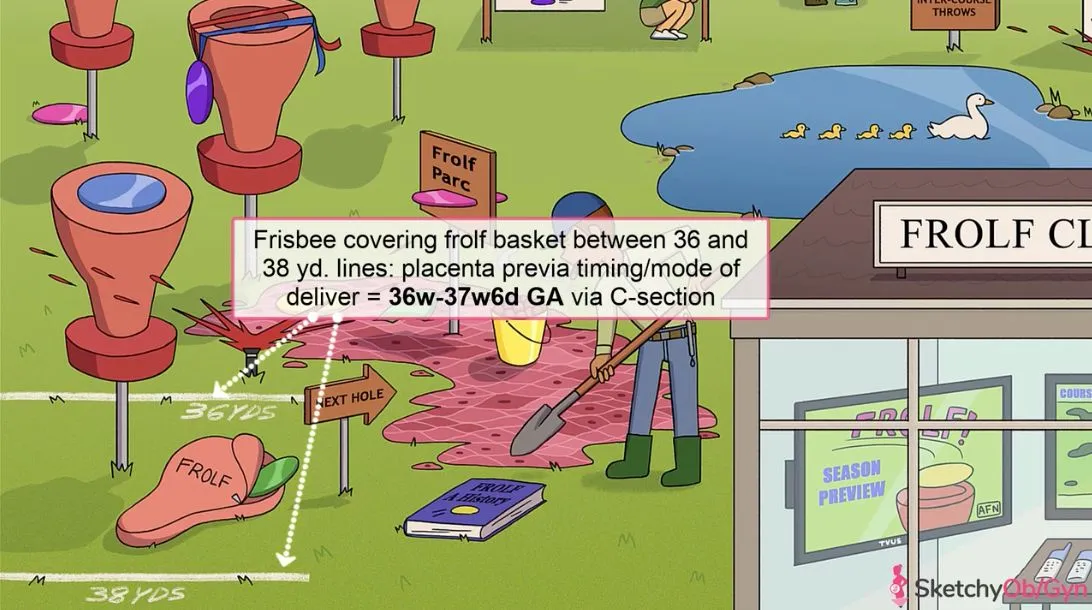 INTER-COURSE
THROWS
Frolf
Parc
FROLF CL
Frisbee covering frolf basket between 36 and
38 yd. lines: placenta previa timing/mode of
deliver = 36w-37w6d GA via C-section
36YDS
NEXT HOLE
FROLF!
COURS
SEASON
PREVIEW
FROLF
FROLF
A History
AFN
TVUS
38YDS
SketchyOb/Gyn